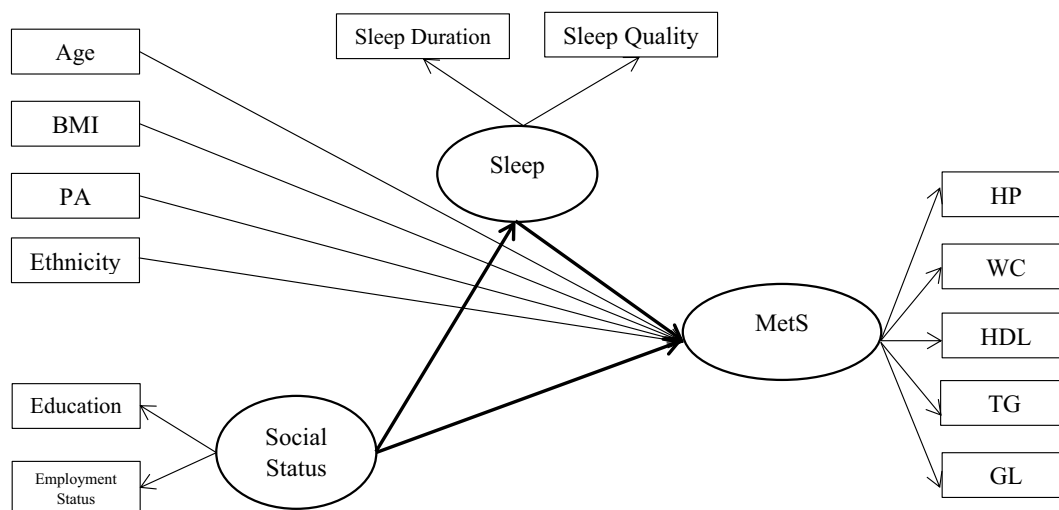 Sleep Duration
Sleep Quality
Age
BMI
PA
Ethnicity
Sleep
HP
WC
MetS
HDL
TG
GL
Education
Employment
Status
Social
Status